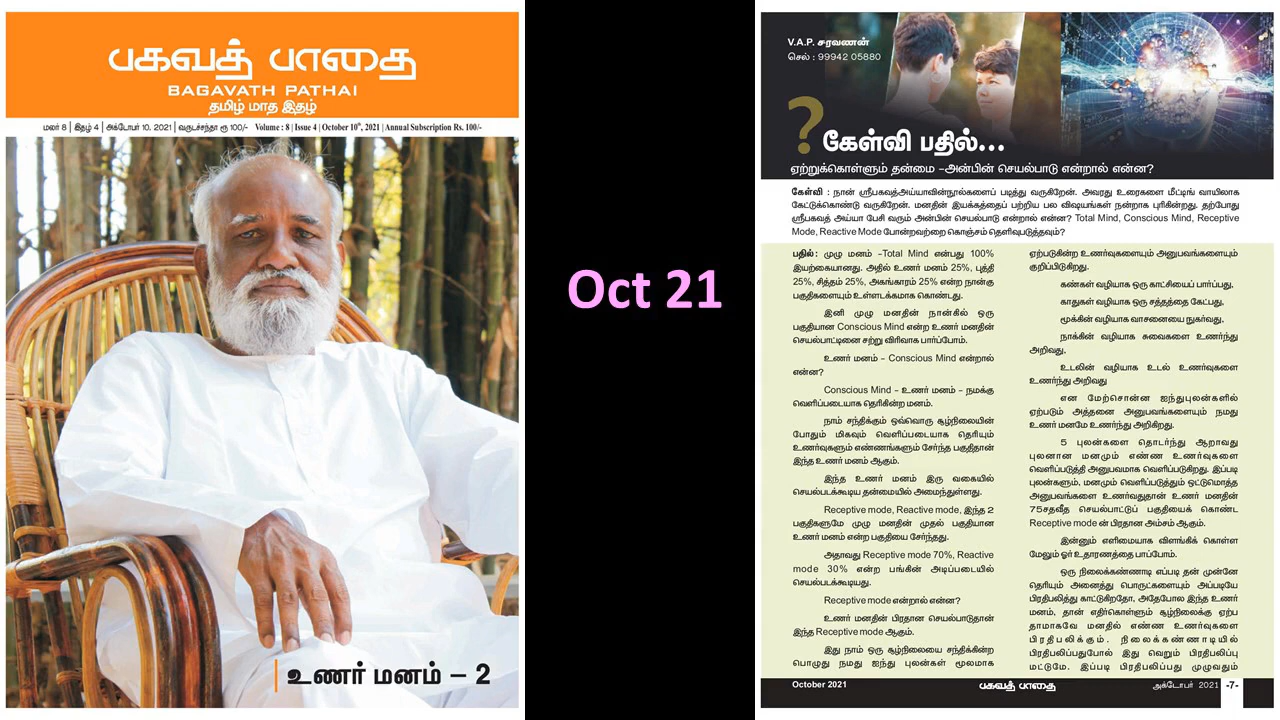 பகவத் பாதை
BAGAVATH PATHAI
தமிழ் மாத இதழ்
மலர் 8 | இதழ் 4 | அக்டோபர் 10, 2021 | வருடச்சந்தா ரூ 100/- Volume : 8 | Issue 4 | October 10th, 2021 | Annual Subscription Rs. 100/-
உணர் மனம் – 2
Oct 21
V.A.P. சரவணன்
செல் : 99942 05880
? கேள்வி பதில்...
ஏற்றுக்கொள்ளும் தன்மை –அன்பின் செயல்பாடு என்றால் என்ன?
கேள்வி : நான் ஸ்ரீபகவத்அய்யாவின்நூல்களைப் படித்து வருகிறேன். அவரது உரைகளை மீட்டிங் வாயிலாக
கேட்டுக்கொண்டு வருகிறேன். மனதின் இயக்கத்தைப் பற்றிய பல விஷயங்கள் நன்றாக புரிகின்றது. தற்போது
ஸ்ரீபகவத் அய்யா பேசி வரும் அன்பின் செயல்பாடு என்றால் என்ன? Total Mind, Conscious Mind, Receptive
Mode, Reactive Mode போன்றவற்றை கொஞ்சம் தெளிவுபடுத்தவும்?
பதில் : முழு மனம் –Total Mind என்பது 100%
இயற்கையானது. அதில் உணர் மனம் 25%, புத்தி
25%, சித்தம் 25%, அகங்காரம் 25% என்ற நான்கு
பகுதிகளையும் உள்ளடக்கமாக கொண்டது.
இனி முழு மனதின் நான்கில் ஒரு
பகுதியான Conscious Mind என்ற உணர் மனதின்
செயல்பாட்டினை சற்று விரிவாக பார்ப்போம்.
உணர் மனம் – Conscious Mind என்றால்
என்ன?
Conscious Mind – உணர் மனம் – நமக்கு
வெளிப்படையாக தெரிகின்ற மனம்.
நாம் சந்திக்கும் ஒவ்வொரு சூழ்நிலையின்
போதும் மிகவும் வெளிப்படையாக தெரியும்
உணர்வுகளும் எண்ணங்களும் சேர்ந்த பகுதிதான்
இந்த உணர் மனம் ஆகும்.
இந்த உணர் மனம் இரு வகையில்
செயல்படக்கூடிய தன்மையில் அமைந்துள்ளது.
Receptive mode, Reactive mode, இந்த 2
பகுதிகளுமே முழு மனதின் முதல் பகுதியான
உணர் மனம் என்ற பகுதியை சேர்ந்தது.
அதாவது Receptive mode 70%, Reactive
mode 30% என்ற பங்கின் அடிப்படையில்
செயல்படக்கூடியது.
Receptive mode என்றால் என்ன?
உணர் மனதின் பிரதான செயல்பாடுதான்
இந்த Receptive mode ஆகும்.
இது நாம் ஒரு சூழ்நிலையை சந்திக்கின்ற
பொழுது நமது ஐந்து புலன்கள் மூலமாக
ஏற்படுகின்ற உணர்வுகளையும் அனுபவங்களையும்
குறிப்பிடுகிறது.
கண்கள் வழியாக ஒரு காட்சியைப் பார்ப்பது,
காதுகள் வழியாக ஒரு சத்தத்தை கேட்பது,
மூக்கின் வழியாக வாசனையை நுகர்வது,
நாக்கின் வழியாக சுவைகளை உணர்ந்து
அறிவது,
உடலின் வழியாக உடல் உணர்வுகளை
உணர்ந்து அறிவது
என மேற்சொன்ன ஐந்துபுலன்களில்
ஏற்படும் அத்தனை அனுபவங்களையும் நமது
உணர் மனமே உணர்ந்து அறிகிறது.
5 புலன்களை தொடர்ந்து ஆறாவது
புலனான மனமும் எண்ண உணர்வுகளை
வெளிப்படுத்தி அனுபவமாக வெளிப்படுகிறது. இப்படி
புலன்களும், மனமும் வெளிப்படுத்தும் ஒட்டுமொத்த
அனுபவங்களை உணர்வதுதான் உணர் மனதின்
75சதவீத செயல்பாட்டுப் பகுதியைக் கொண்ட
Receptive mode ன் பிரதான அம்சம் ஆகும்.
இன்னும் எளிமையாக விளங்கிக் கொள்ள
மேலும் ஓர் உதாரணத்தை பாப்போம்.
ஒரு நிலைக்கண்ணாடி எப்படி தன் முன்னே
தெரியும் அனைத்து பொருட்களையும் அப்படியே
பிரதிபலித்து காட்டுகிறதோ, அதேபோல இந்த உணர்
மனம், தான் எதிர்கொள்ளும் சூழ்நிலைக்கு ஏற்ப
தாமாகவே மனதில் எண்ண உணர்வுகளை
பிரதிபலிக்கும். நிலைக்கண்ணாடியில்
பிரதிபலிப்பதுபோல் இது வெறும் பிரதிபலிப்பு
மட்டுமே. இப்படி பிரதிபலிப்பது முழுவதும்
October 2021 பகவத் பாதை அக்டோபர் 2021 -7-